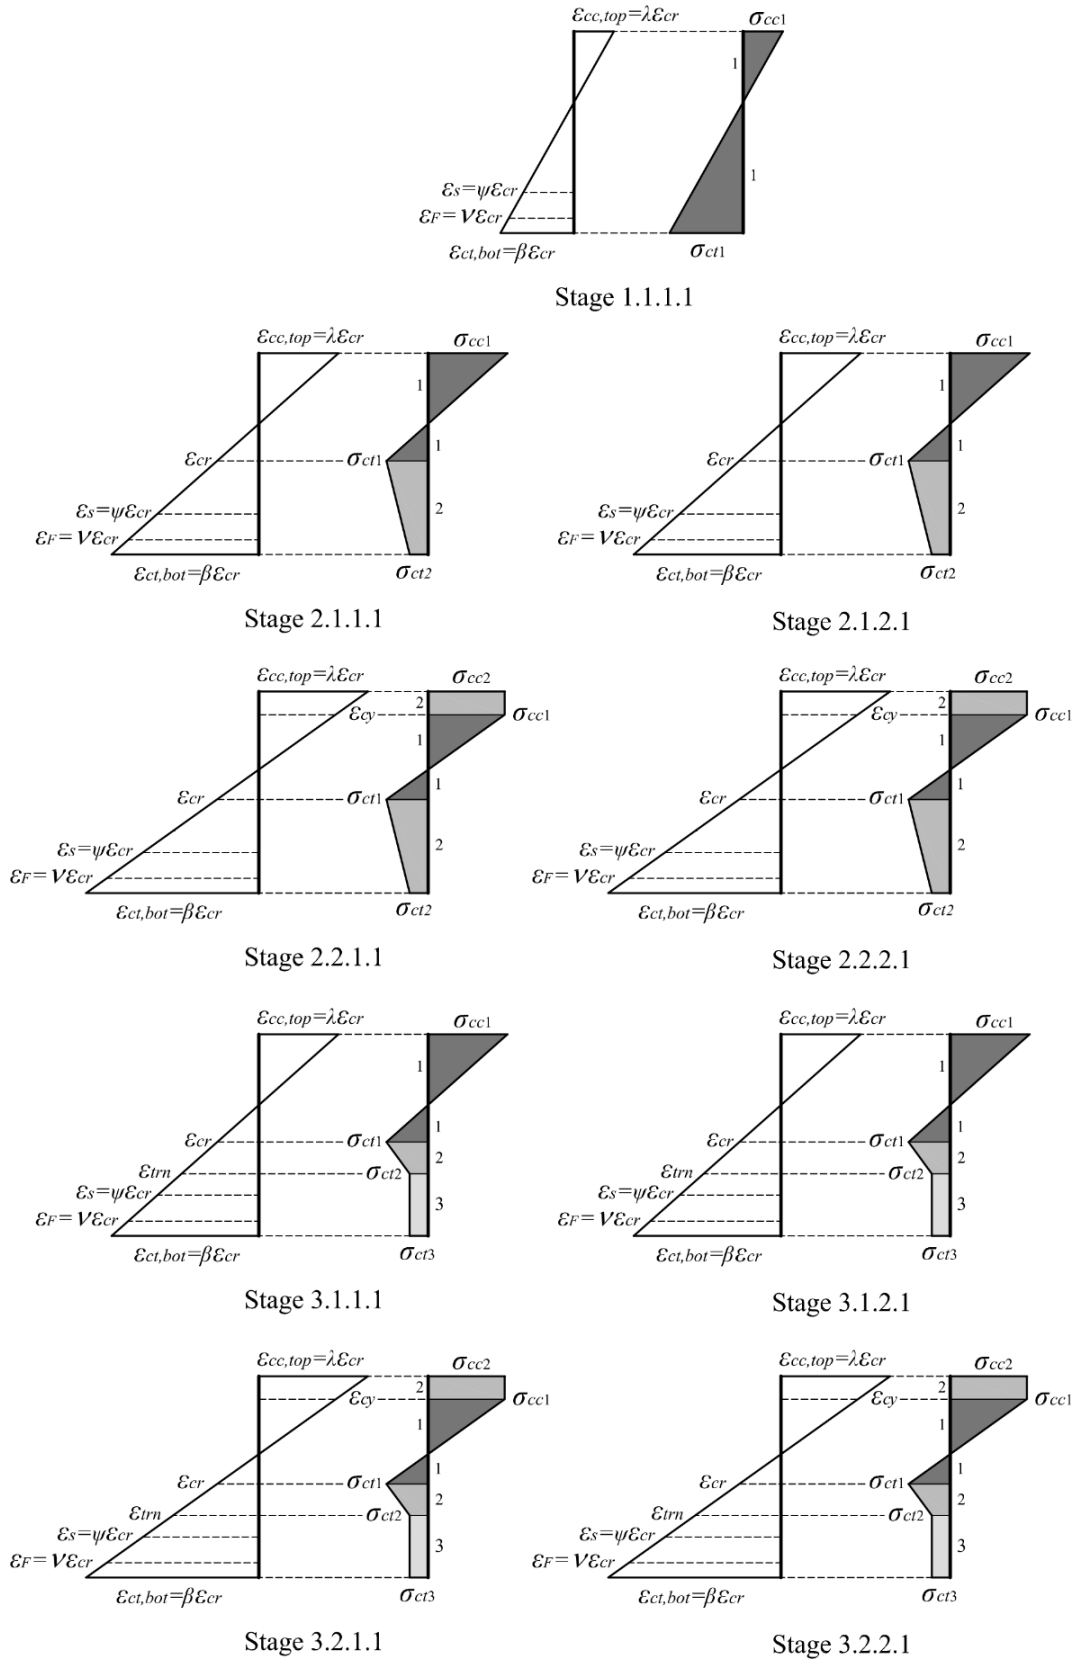 εcc,top=λεcr σcc1
1
εs=ψεcr 1
εF=νεcr
εct,bot=βεcr σct1
Stage 1.1.1.1
εcc,top=λεcr σcc1 εcc,top=λεcr σcc1
1 1
εcr σct1 1 εcr σct1 1
εs=ψεcr 2 εs=ψεcr 2
εF=νεcr εF=νεcr
εct,bot=βεcr σct2 εct,bot=βεcr σct2
Stage 2.1.1.1 Stage 2.1.2.1
εcc,top=λεcr σcc2 εcc,top=λεcr σcc2
εcy 2 σcc1 εcy 2 σcc1
1 1
εcr σct1 1 εcr σct1 1
εs=ψεcr 2 εs=ψεcr 2
εF=νεcr εF=νεcr
εct,bot=βεcr σct2 εct,bot=βεcr σct2
Stage 2.2.1.1 Stage 2.2.2.1
εcc,top=λεcr σcc1 εcc,top=λεcr σcc1
1 1
εcr σct1 1 εcr σct1 1
εtrn σct2 2 εtrn σct2 2
εs=ψεcr 3 εs=ψεcr 3
εF=νεcr εF=νεcr
εct,bot=βεcr σct3 εct,bot=βεcr σct3
Stage 3.1.1.1 Stage 3.1.2.1
εcc,top=λεcr σcc2 εcc,top=λεcr σcc2
εcy 2 σcc1 εcy 2 σcc1
1 1
εcr σct1 1 εcr σct1 1
εtrn σct2 2 εtrn σct2 2
εs=ψεcr 3 εs=ψεcr 3
εF=νεcr εF=νεcr
εct,bot=βεcr σct3 εct,bot=βεcr σct3
Stage 3.2.1.1 Stage 3.2.2.1